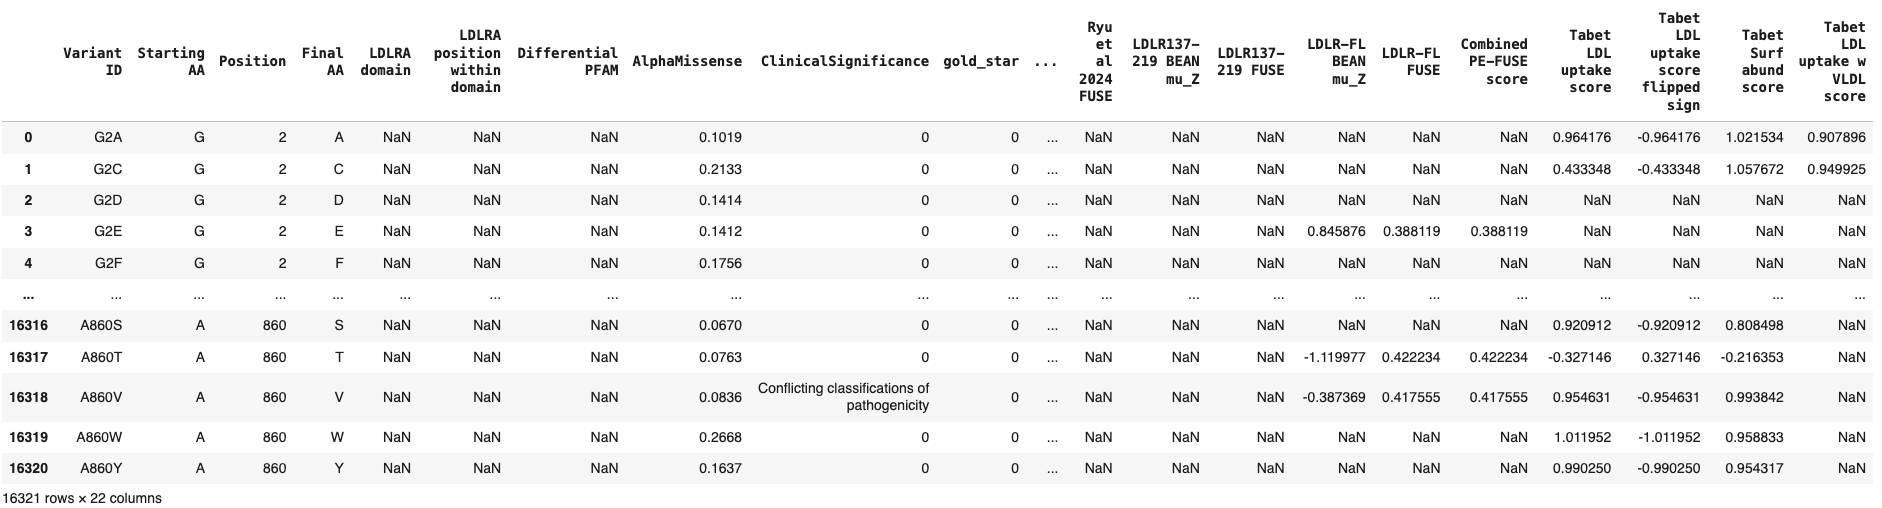 Variant ID Starting AA Position Final AA LDLRA domain LDLRA position within domain Differential PFAM AlphaMissense ClinicalSignificance gold_star ... Ryu et al 2024 FUSE LDLR137-219 BEAN mu_Z LDLR137-219 FUSE LDLR-FL BEAN mu_Z LDLR-FL FUSE Combined PE-FUSE score Tabet LDL uptake score Tabet LDL uptake score flipped sign Tabet Surf abund score Tabet LDL uptake w VLDL score
0 G2A G 2 A NaN NaN NaN 0.1019 0 0 ... NaN NaN NaN NaN NaN NaN 0.964176 -0.964176 1.021534 0.907896
1 G2C G 2 C NaN NaN NaN 0.2133 0 0 ... NaN NaN NaN NaN NaN NaN 0.433348 -0.433348 1.057672 0.949925
2 G2D G 2 D NaN NaN NaN 0.1414 0 0 ... NaN NaN NaN NaN NaN NaN NaN NaN NaN NaN
3 G2E G 2 E NaN NaN NaN 0.1412 0 0 ... NaN NaN NaN 0.845876 0.388119 0.388119 NaN NaN NaN NaN
4 G2F G 2 F NaN NaN NaN 0.1756 0 0 ... NaN NaN NaN NaN NaN NaN NaN NaN NaN NaN
... ... ... ... ... ... ... ... ... ... ... ... ... ... ... ... ... ... ... ... ... ... ...
16316 A860S A 860 S NaN NaN NaN 0.0670 0 0 ... NaN NaN NaN NaN NaN NaN 0.920912 -0.920912 0.808498 NaN
16317 A860T A 860 T NaN NaN NaN 0.0763 0 0 ... NaN NaN NaN -1.119977 0.422234 0.422234 -0.327146 0.327146 -0.216353 NaN
16318 A860V A 860 V NaN NaN NaN 0.0836 Conflicting classifications of pathogenicity 0 ... NaN NaN NaN -0.387369 0.417555 0.417555 0.954631 -0.954631 0.993842 NaN
16319 A860W A 860 W NaN NaN NaN 0.2668 0 0 ... NaN NaN NaN NaN NaN NaN 1.011952 -1.011952 0.958833 NaN
16320 A860Y A 860 Y NaN NaN NaN 0.1637 0 0 ... NaN NaN NaN NaN NaN NaN 0.990250 -0.990250 0.954317 NaN
16321 rows × 22 columns